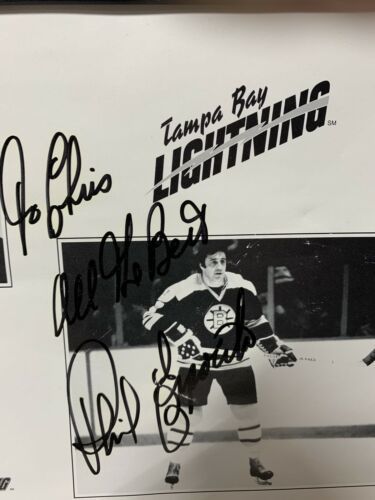 Tampa Bay
LIGHTNING SM
To Chris
All The Best
B
Phil Esposito